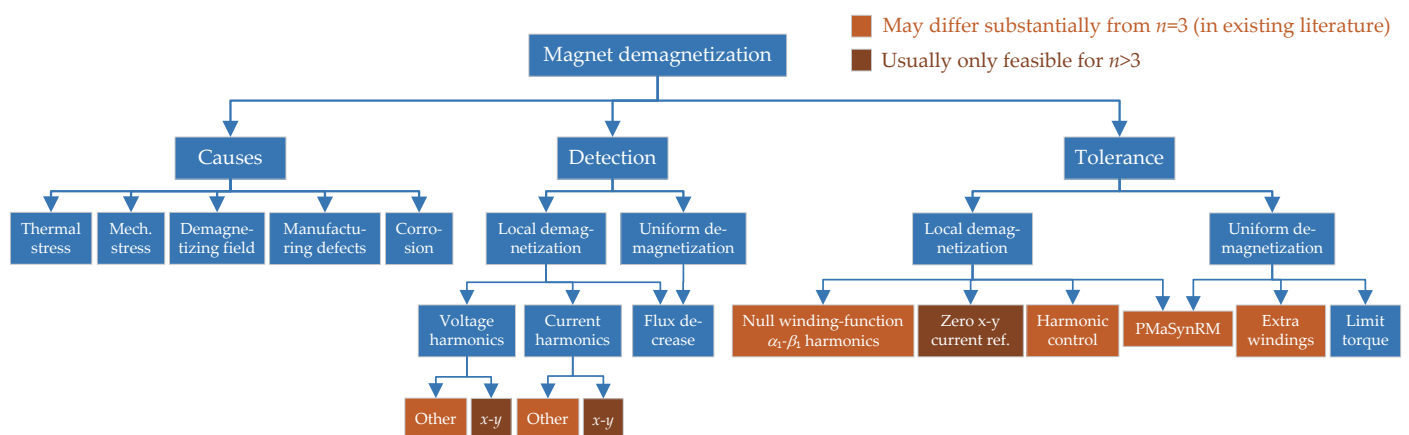 May differ substantially from n=3 (in existing literature)
Usually only feasible for n>3
Magnet demagnetization
Causes
Detection
Tolerance
Thermal
stress
Mech.
stress
Demagne-
tizing field
Manufactu-
ring defects
Corro-
sion
Local demag-
netization
Uniform de-
magnetization
Local demag-
netization
Uniform de-
magnetization
Voltage
harmonics
Current
harmonics
Flux de-
crease
Null winding-function
α₁-β₁ harmonics
Zero x-y
current ref.
Harmonic
control
PMaSynRM
Extra
windings
Limit
torque
Other
x-y
Other
x-y